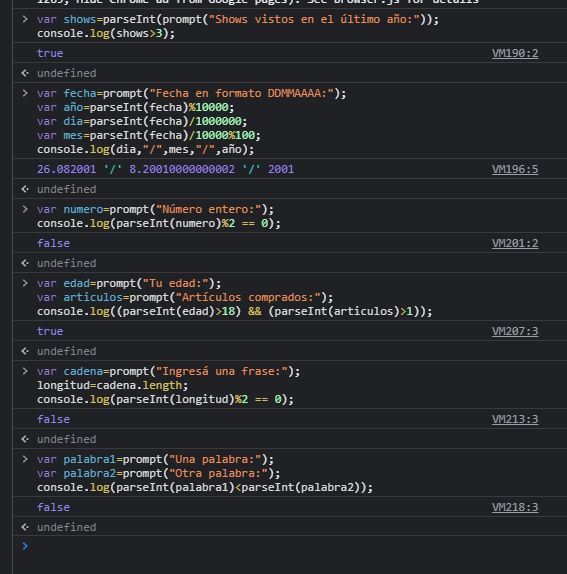 1269, hide Chrome ad from Google pages). See browser.js for details
> var shows=parseInt(prompt("Shows vistos en el último año:"));
console.log(shows>3);
true VM190:2
undefined
> var fecha=prompt("Fecha en formato DDMMAAAA:");
var año=parseInt(fecha)%10000;
var dia=parseInt(fecha)/1000000;
var mes=parseInt(fecha)/10000%100;
console.log(dia,"/",mes,"/",año);
26.082001 '/' 8.20010000000002 '/' 2001 VM196:5
undefined
> var numero=prompt("Número entero:");
console.log(parseInt(numero)%2 == 0);
false VM201:2
undefined
> var edad=prompt("Tu edad:");
var articulos=prompt("Artículos comprados:");
console.log((parseInt(edad)>18) && (parseInt(articulos)>1));
true VM207:3
undefined
> var cadena=prompt("Ingresá una frase:");
longitud=cadena.length;
console.log(parseInt(longitud)%2 == 0);
false VM213:3
undefined
> var palabra1=prompt("Una palabra:");
var palabra2=prompt("Otra palabra:");
console.log(parseInt(palabra1)<parseInt(palabra2));
false VM218:3
undefined
>